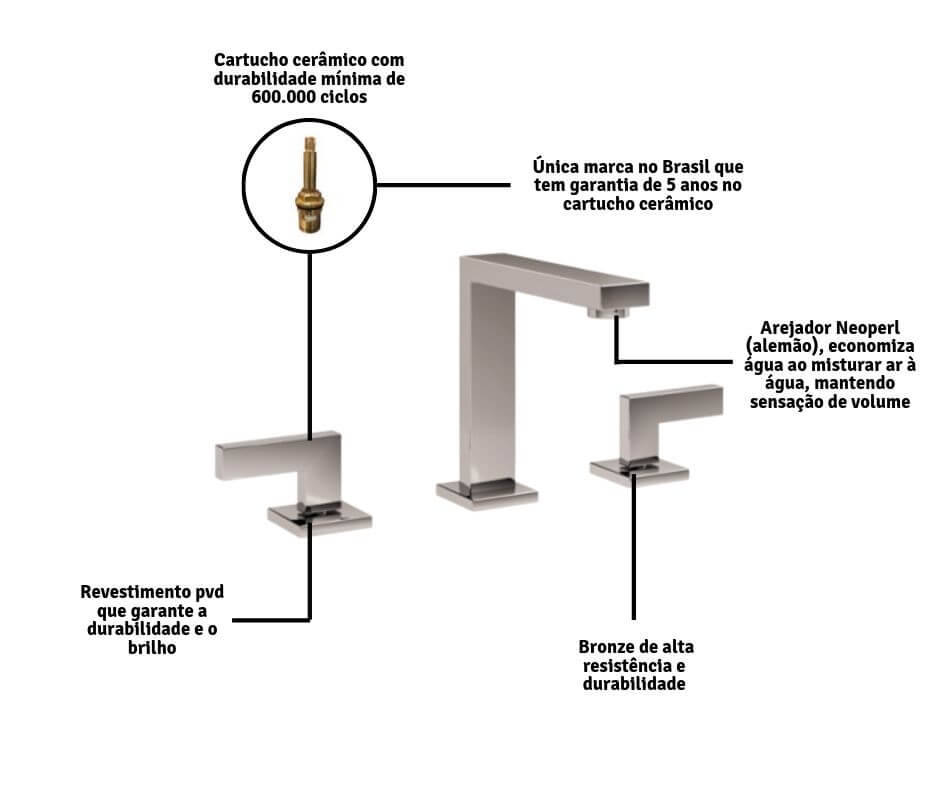 Cartucho cerâmico com
durabilidade mínima de
600.000 ciclos
Única marca no Brasil que
tem garantia de 5 anos no
cartucho cerâmico
Arejador Neoperl
(alemão), economiza
água ao misturar ar à
água, mantendo
sensação de volume
Revestimento pvd
que garante a
durabilidade e o
brilho
Bronze de alta
resistência e
durabilidade